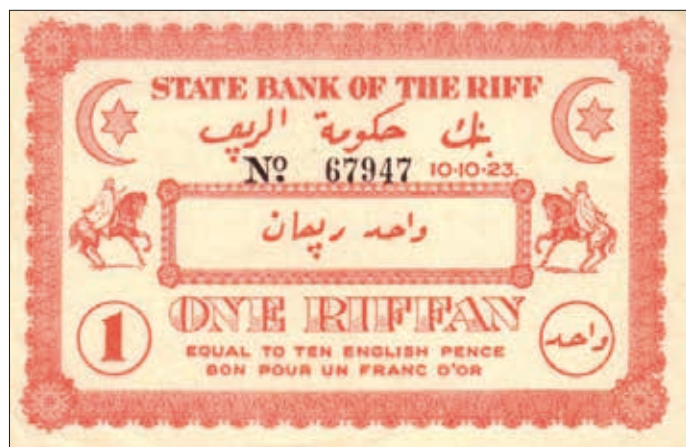 STATE BANK OF THE RIFF
بنك حكومة الريف
Nº 67947 10·10·23.
واحد ريفان
ONE RIFFAN
1 واحد
EQUAL TO TEN ENGLISH PENCE
BON POUR UN FRANC D'OR